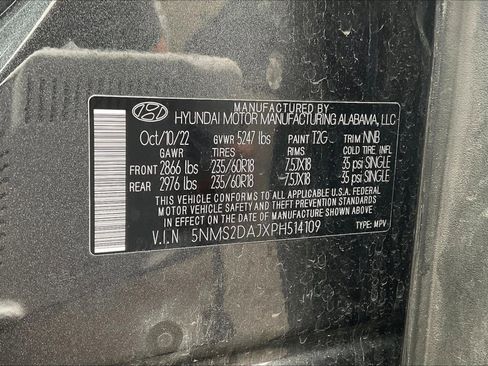 MANUFACTURED BY
HYUNDAI MOTOR MANUFACTURING ALABAMA, LLC
Oct/10/22 GVWR 5247 lbs PAINT T2G TRIM NNB
GAWR TIRES RIMS COLD TIRE INFL
FRONT 2866 lbs 235/60R18 7.5JX18 35 psi SINGLE
REAR 2976 lbs 235/60R18 7.5JX18 35 psi SINGLE
THIS VEHICLE CONFORMS TO ALL APPLICABLE U.S.A. FEDERAL
MOTOR VEHICLE SAFETY AND THEFT PREVENTION STANDARDS
IN EFFECT ON THE DATE OF MANUFACTURE SHOWN ABOVE.
V.I.N 5NMS2DAJXPH514109 TYPE: MPV